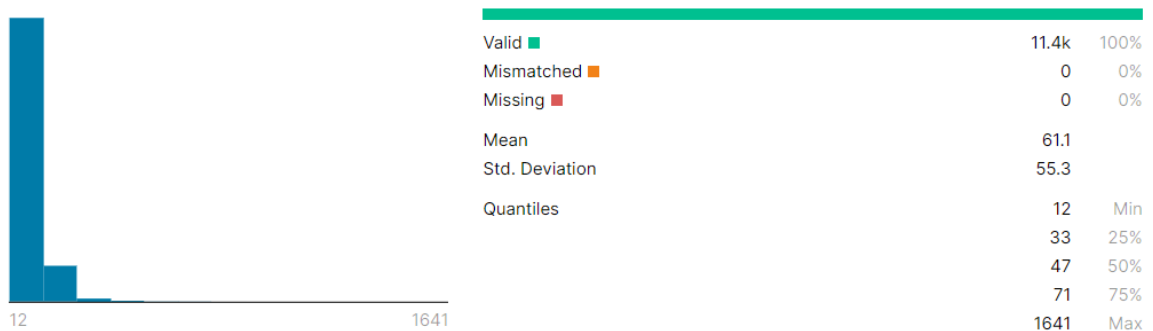 Valid 11.4k 100%
Mismatched 0 0%
Missing 0 0%
Mean 61.1
Std. Deviation 55.3
Quantiles 12 Min
33 25%
47 50%
71 75%
12 1641 1641 Max